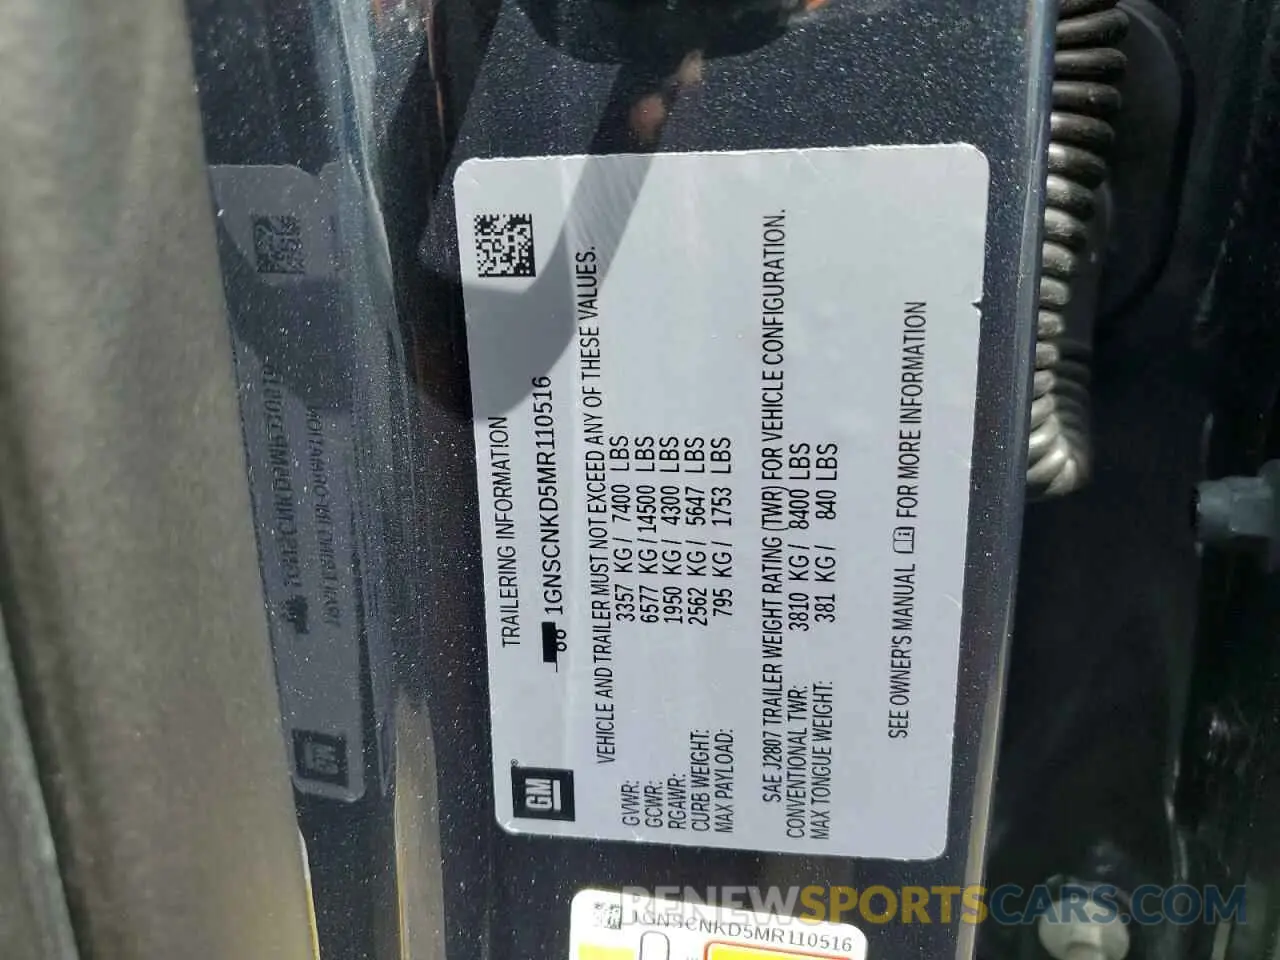 GM
TRAILERING INFORMATION
1GNSCNKD5MR110516
VEHICLE AND TRAILER MUST NOT EXCEED ANY OF THESE VALUES.
GVWR: 3357 KG / 7400 LBS
GCWR: 6577 KG / 14500 LBS
RGAWR: 1950 KG / 4300 LBS
CURB WEIGHT: 2562 KG / 5647 LBS
MAX PAYLOAD: 795 KG / 1753 LBS
SAE J2807 TRAILER WEIGHT RATING (TWR) FOR VEHICLE CONFIGURATION.
CONVENTIONAL TWR: 3810 KG / 8400 LBS
MAX TONGUE WEIGHT: 381 KG / 840 LBS
SEE OWNER'S MANUAL FOR MORE INFORMATION
RENEWSPORTSCARS.COM
1GNSCNKD5MR110516